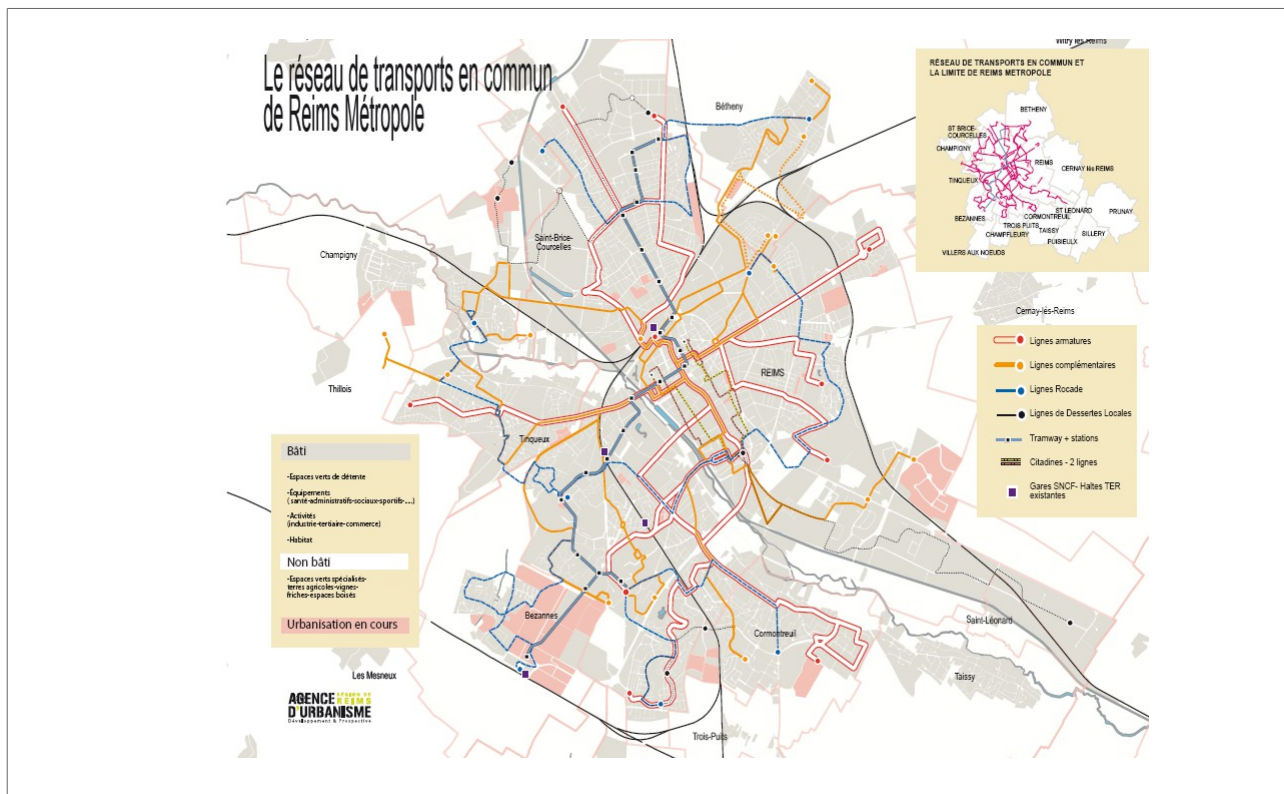 Le réseau de transports en commun
de Reims Métropole
Witry lès Reims
Bétheny
RÉSEAU DE TRANSPORTS EN COMMUN ET
LA LIMITE DE REIMS METROPOLE
BETHENY
ST BRICE-
COURCELLES
CHAMPIGNY
REIMS
CERNAY lès REIMS
TINQUEUX
ST LEONARD
PRUNAY
BEZANNES
CORMONTREUIL
TROIS PUITS
TAISSY
SILLERY
CHAMPFLEURY
PUISIEULX
VILLERS AUX NOEUDS
Saint-Brice-
Courcelles
Champigny
Cernay-lès-Reims
Lignes armatures
Lignes complémentaires
Lignes Rocade
Lignes de Dessertes Locales
Tramway + stations
Citadines - 2 lignes
Gares SNCF- Haltes TER
existantes
REIMS
Thillois
Tinqueux
Bâti
-Espaces verts de détente
-Équipements
( santé-administratifs-sociaux-sportifs-...)
-Activités
(industrie-tertiaire-commerce)
-Habitat
Non bâti
-Espaces verts spécialisés-
terres agricoles-vignes-
friches-espaces boisés
Urbanisation en cours
Bezannes
Cormontreuil
Saint-Léonard
Taissy
Les Mesneux
Trois-Puits
AGENCE RÉGION DE
REIMS
D'URBANISME
Développement & Prospective